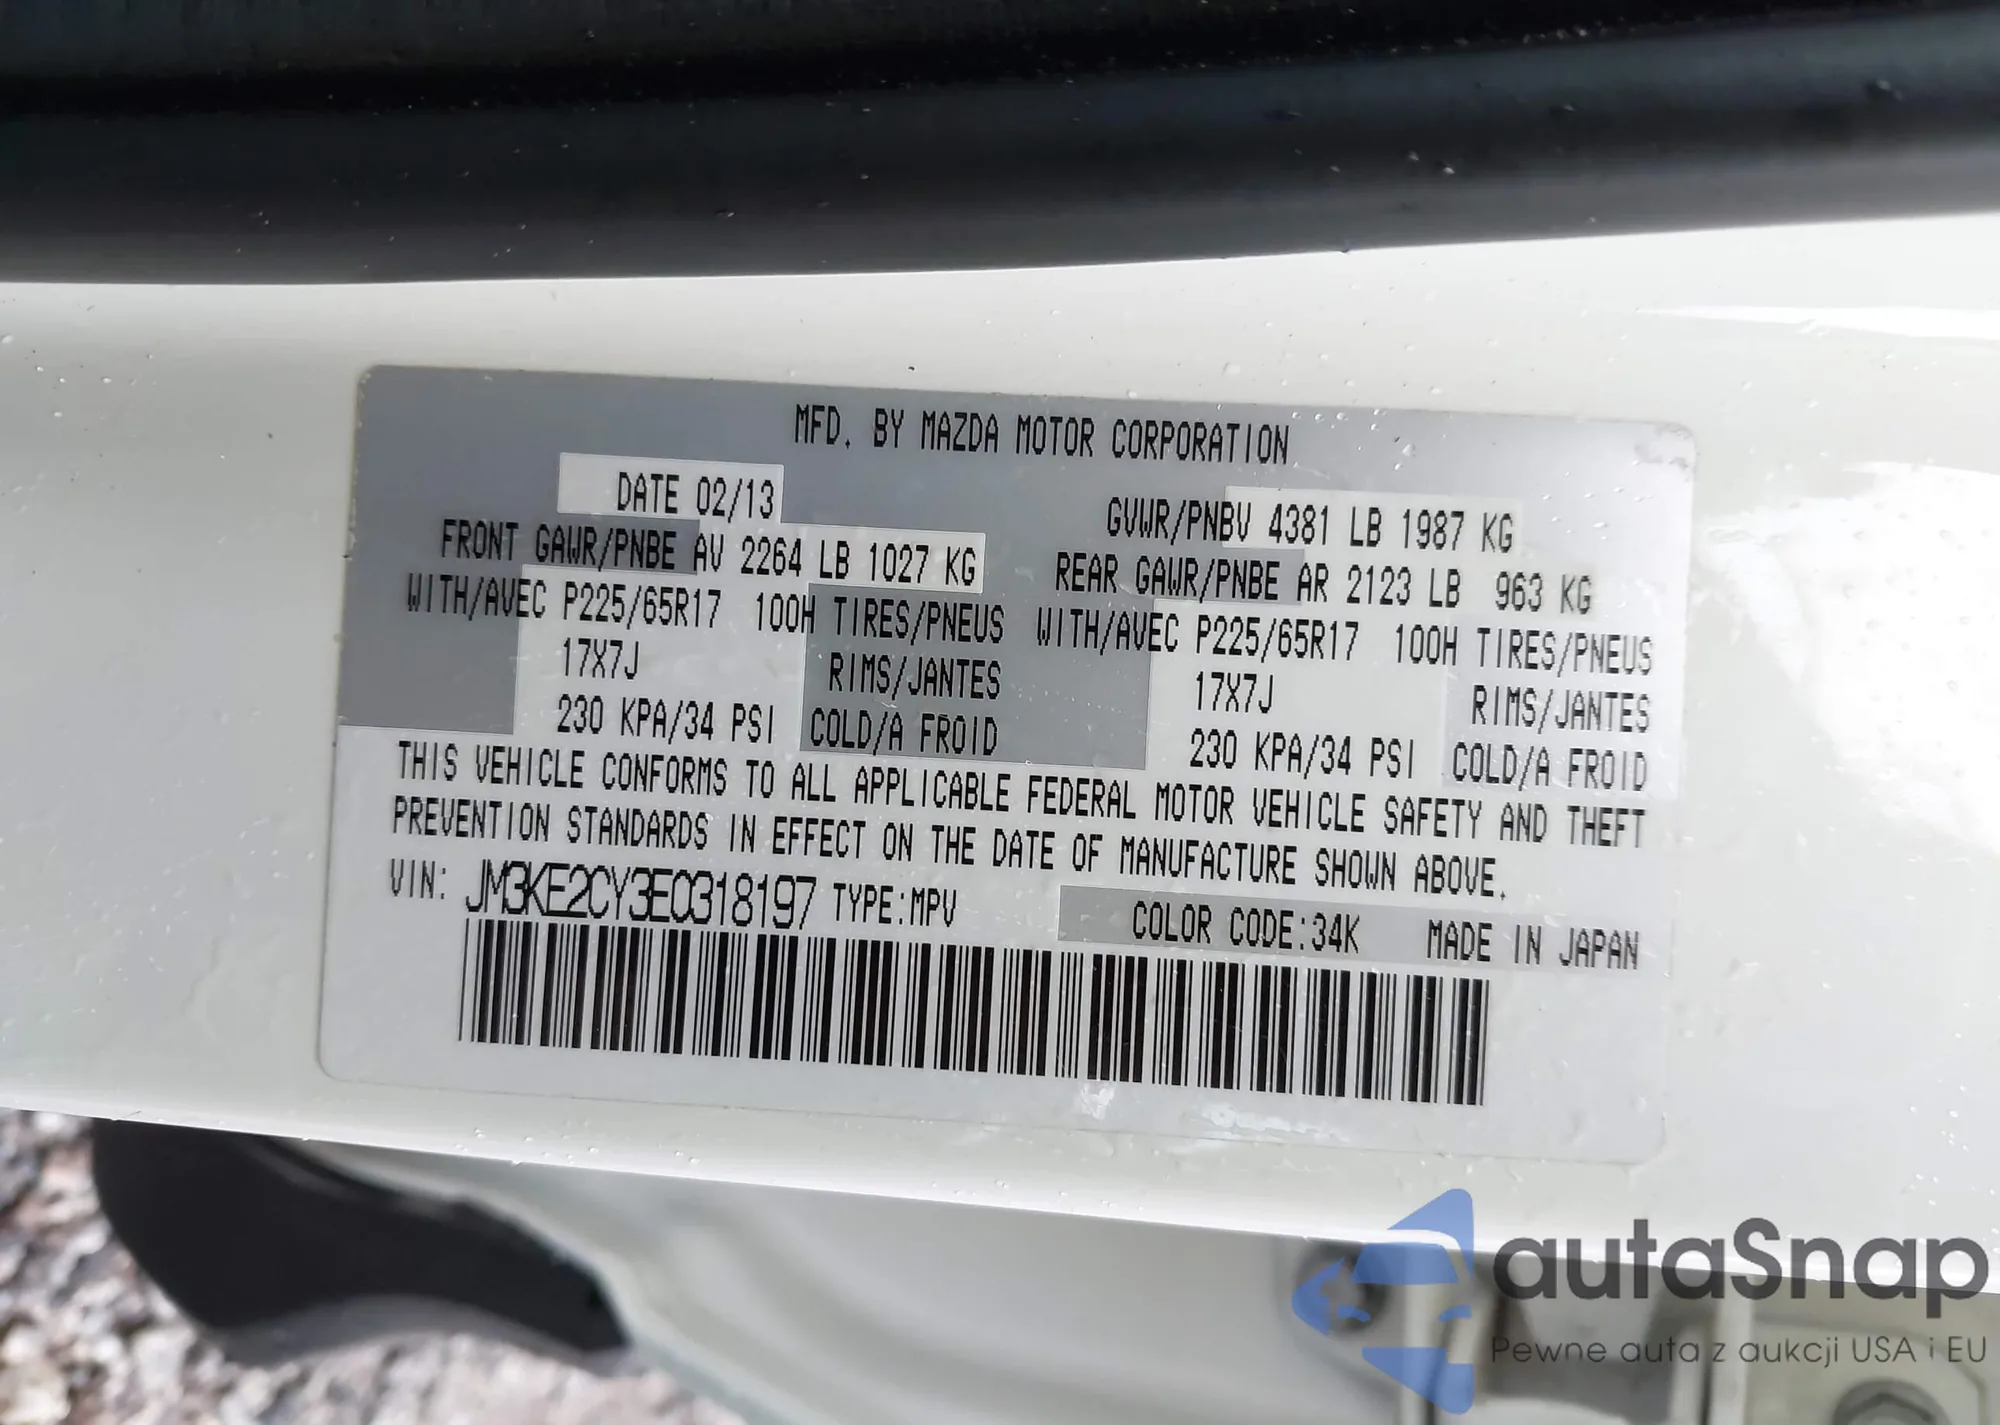 MFD. BY MAZDA MOTOR CORPORATION
DATE 02/13 GVWR/PNBV 4381 LB 1987 KG
FRONT GAWR/PNBE AV 2264 LB 1027 KG REAR GAWR/PNBE AR 2123 LB 963 KG
WITH/AVEC P225/65R17 100H TIRES/PNEUS WITH/AVEC P225/65R17 100H TIRES/PNEUS
17X7J RIMS/JANTES 17X7J RIMS/JANTES
230 KPA/34 PSI COLD/A FROID 230 KPA/34 PSI COLD/A FROID
THIS VEHICLE CONFORMS TO ALL APPLICABLE FEDERAL MOTOR VEHICLE SAFETY AND THEFT
PREVENTION STANDARDS IN EFFECT ON THE DATE OF MANUFACTURE SHOWN ABOVE.
VIN: JM3KE2CY3E0318197 TYPE:MPV COLOR CODE:34K MADE IN JAPAN
autaSnap
Pewne auta z aukcji USA i EU